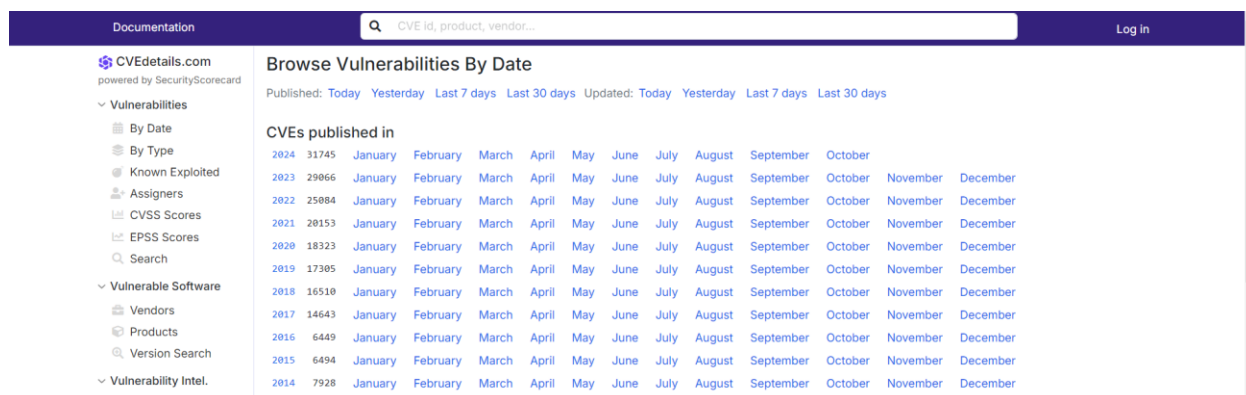 Documentation
CVE id, product, vendor...
Log in
CVEdetails.com
powered by SecurityScorecard
Vulnerabilities
By Date
By Type
Known Exploited
Assigners
CVSS Scores
EPSS Scores
Search
Vulnerable Software
Vendors
Products
Version Search
Vulnerability Intel.
Browse Vulnerabilities By Date
Published: Today Yesterday Last 7 days Last 30 days Updated: Today Yesterday Last 7 days Last 30 days
CVEs published in
2024 31745 January February March April May June July August September October
2023 29066 January February March April May June July August September October November December
2022 25084 January February March April May June July August September October November December
2021 20153 January February March April May June July August September October November December
2020 18323 January February March April May June July August September October November December
2019 17305 January February March April May June July August September October November December
2018 16510 January February March April May June July August September October November December
2017 14643 January February March April May June July August September October November December
2016 6449 January February March April May June July August September October November December
2015 6494 January February March April May June July August September October November December
2014 7928 January February March April May June July August September October November December